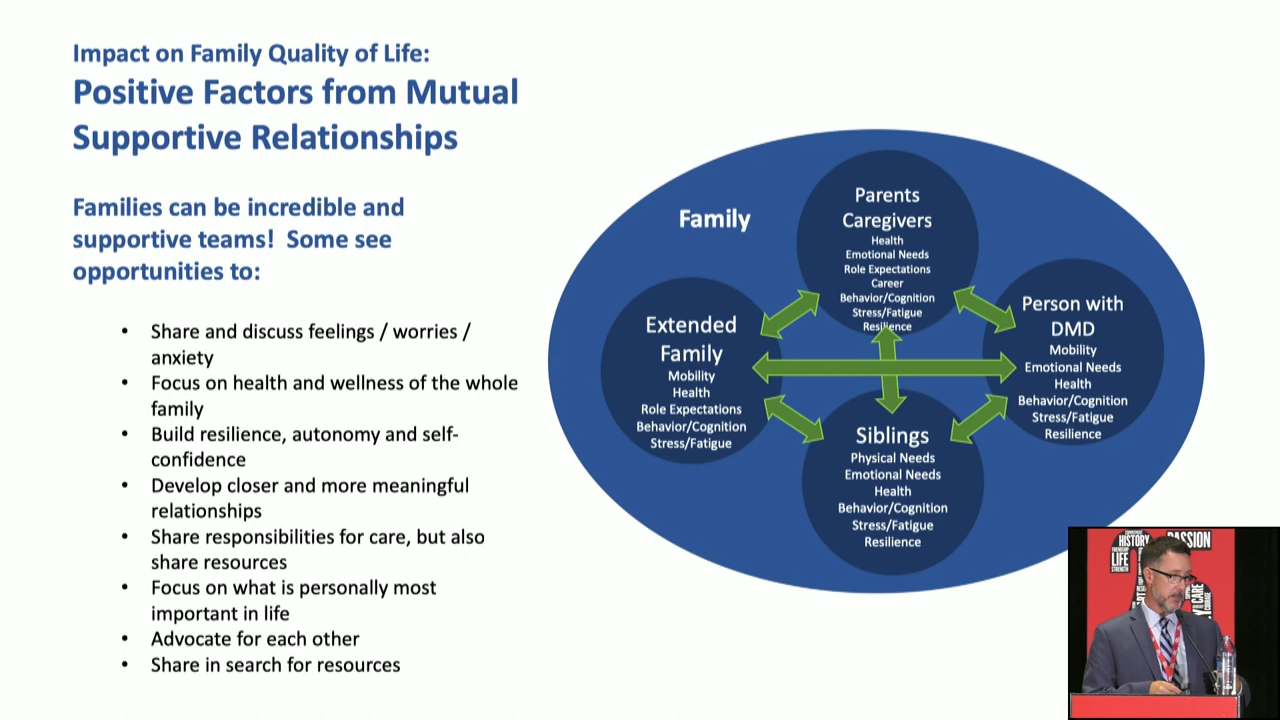 Impact on Family Quality of Life:
Positive Factors from Mutual
Supportive Relationships
Families can be incredible and
supportive teams!  Some see
opportunities to:
• Share and discuss feelings / worries /
anxiety
• Focus on health and wellness of the whole
family
• Build resilience, autonomy and self-
confidence
• Develop closer and more meaningful
relationships
• Share responsibilities for care, but also
share resources
• Focus on what is personally most
important in life
• Advocate for each other
• Share in search for resources
Family
Parents
Caregivers
Health
Emotional Needs
Role Expectations
Career
Behavior/Cognition
Stress/Fatigue
Resilience
Extended
Family
Mobility
Health
Role Expectations
Behavior/Cognition
Stress/Fatigue
Person with
DMD
Mobility
Emotional Needs
Health
Behavior/Cognition
Stress/Fatigue
Resilience
Siblings
Physical Needs
Emotional Needs
Health
Behavior/Cognition
Stress/Fatigue
Resilience
HISTORY
PASSION
LIFE
STRENGTH
CARE
COURAGE